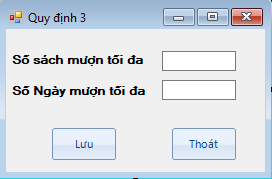 Quy định 3
Số sách mượn tối đa
Số Ngày mượn tối đa
Lưu Thoát